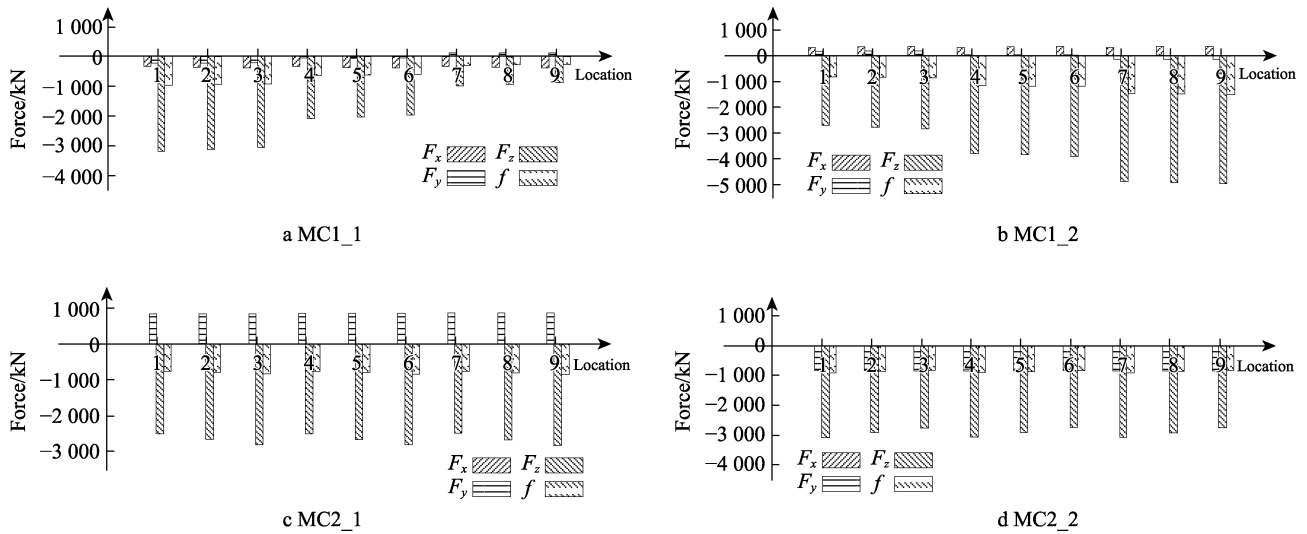 1 000
0
−1 000
−2 000
−3 000
−4 000
Force/kN
1 2 3 4 5 6 7 8 9
Location
Fx Fz
Fy f
a MC1_1
1 000
0
−1 000
−2 000
−3 000
−4 000
−5 000
Force/kN
1 2 3 4 5 6 7 8 9
Location
Fx Fz
Fy f
b MC1_2
1 000
0
−1 000
−2 000
−3 000
Force/kN
1 2 3 4 5 6 7 8 9
Location
Fx Fz
Fy f
c MC2_1
1 000
0
−1 000
−2 000
−3 000
−4 000
Force/kN
1 2 3 4 5 6 7 8 9
Location
Fx Fz
Fy f
d MC2_2